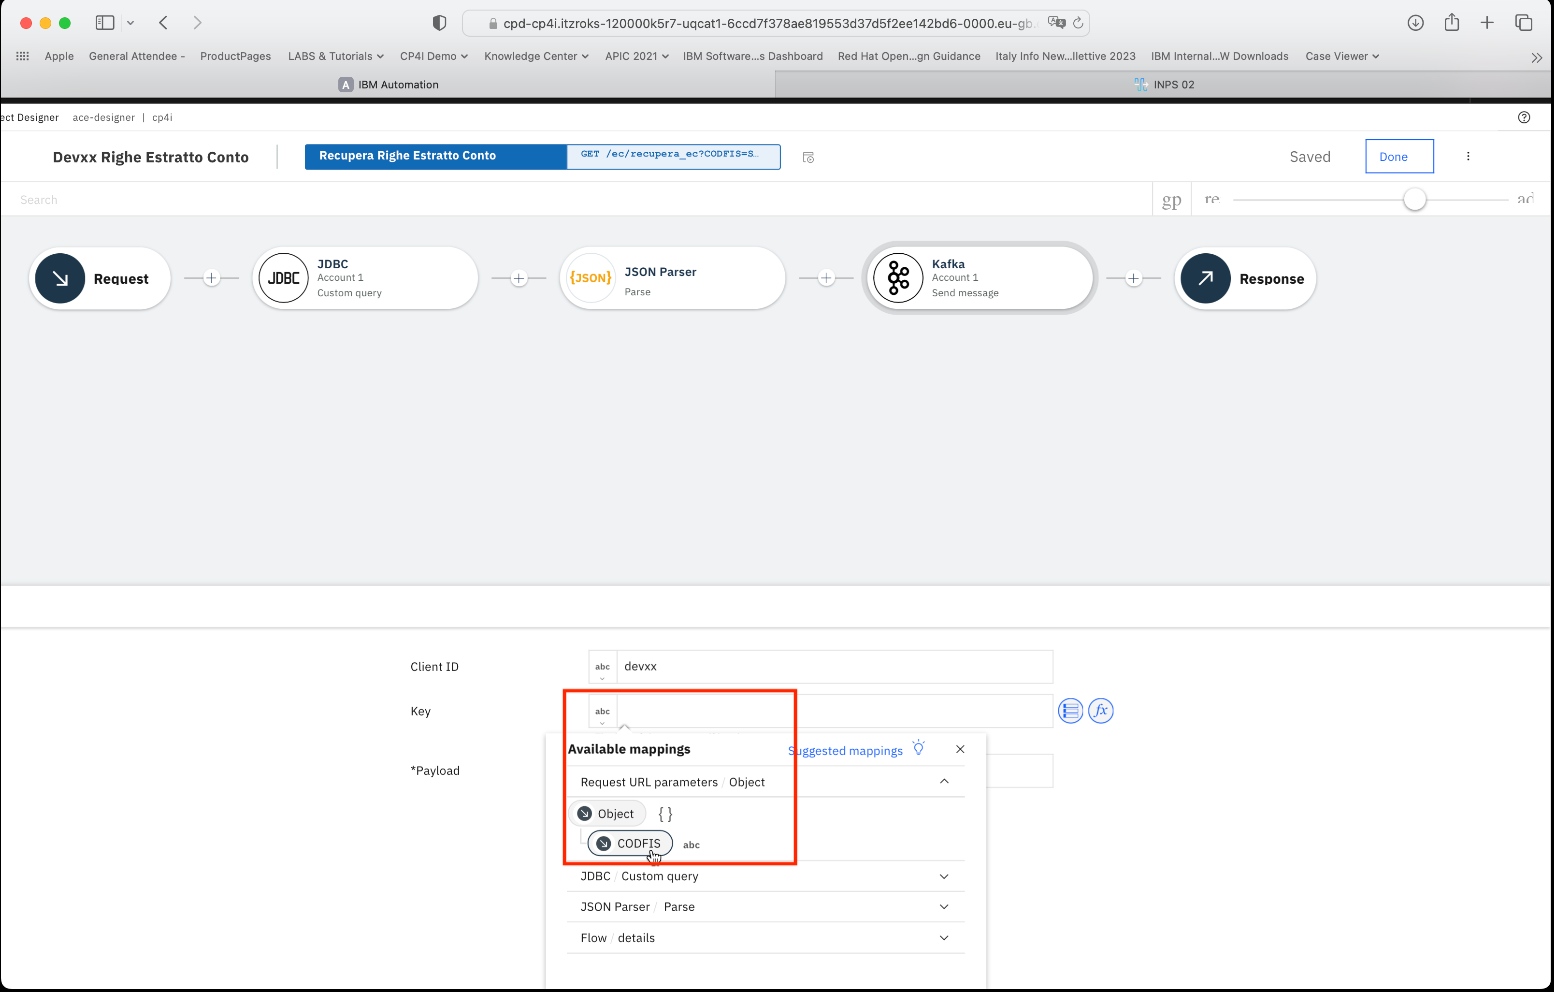 cpd-cp4i.itzroks-120000k5r7-uqcat1-6ccd7f378ae819553d37d5f2ee142bd6-0000.eu-gb.
Apple General Attendee - ProductPages LABS & Tutorials CP4I Demo Knowledge Center APIC 2021 IBM Software...s Dashboard Red Hat Open...gn Guidance Italy Info New...llettive 2023 IBM Internal...W Downloads Case Viewer
A IBM Automation INPS 02
ect Designer ace-designer | cp4i
Devxx Righe Estratto Conto Recupera Righe Estratto Conto GET /ec/recupera_ec?CODFIS=S… Saved Done
Search gp re ad
Request
JDBC JDBC
Account 1
Custom query
{JSON} JSON Parser
Parse
Kafka
Account 1
Send message
Response
Client ID abc devxx
Key abc fx
*Payload
Available mappings Suggested mappings
Request URL parameters / Object
Object { }
CODFIS abc
JDBC / Custom query
JSON Parser / Parse
Flow / details